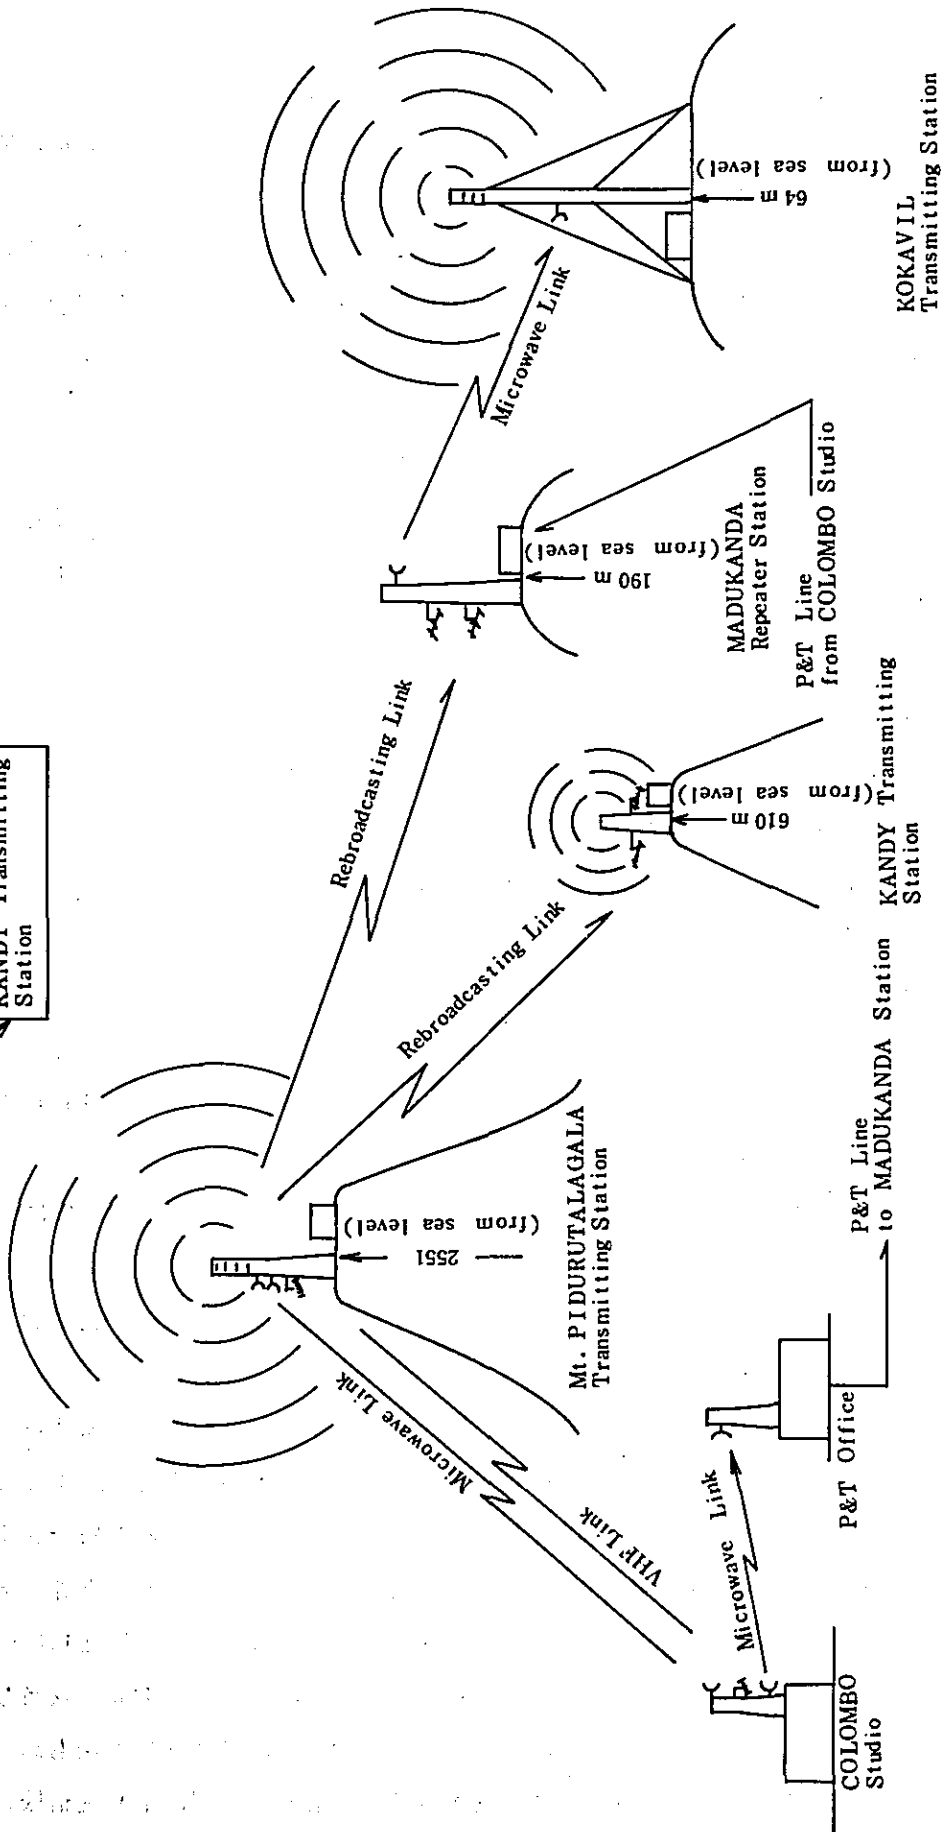 Station
COLOMBO
Studio
Microwave Link
P&T Office
Microwave Link
VHF Link
P&T Line
to MADUKANDA Station
2551
(from sea level)
Mt. PIDURUTALAGALA
Transmitting Station
Rebroadcasting Link
Rebroadcasting Link
610 m
(from sea level)
KANDY Transmitting
Station
190 m
(from sea level)
MADUKANDA
Repeater Station
P&T Line
from COLOMBO Studio
Microwave Link
64 m
(from sea level)
KOKAVIL
Transmitting Station